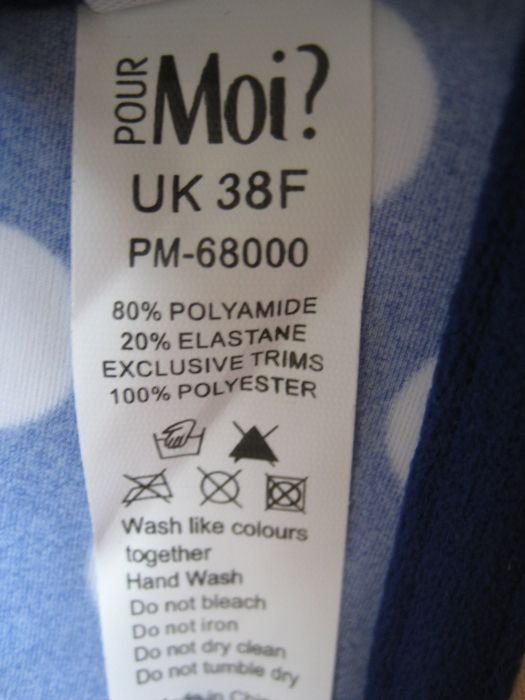 POUR Moi?
UK 38F
PM-68000
80% POLYAMIDE
20% ELASTANE
EXCLUSIVE TRIMS
100% POLYESTER
Wash like colours
together
Hand Wash
Do not bleach
Do not iron
Do not dry clean
Do not tumble dry